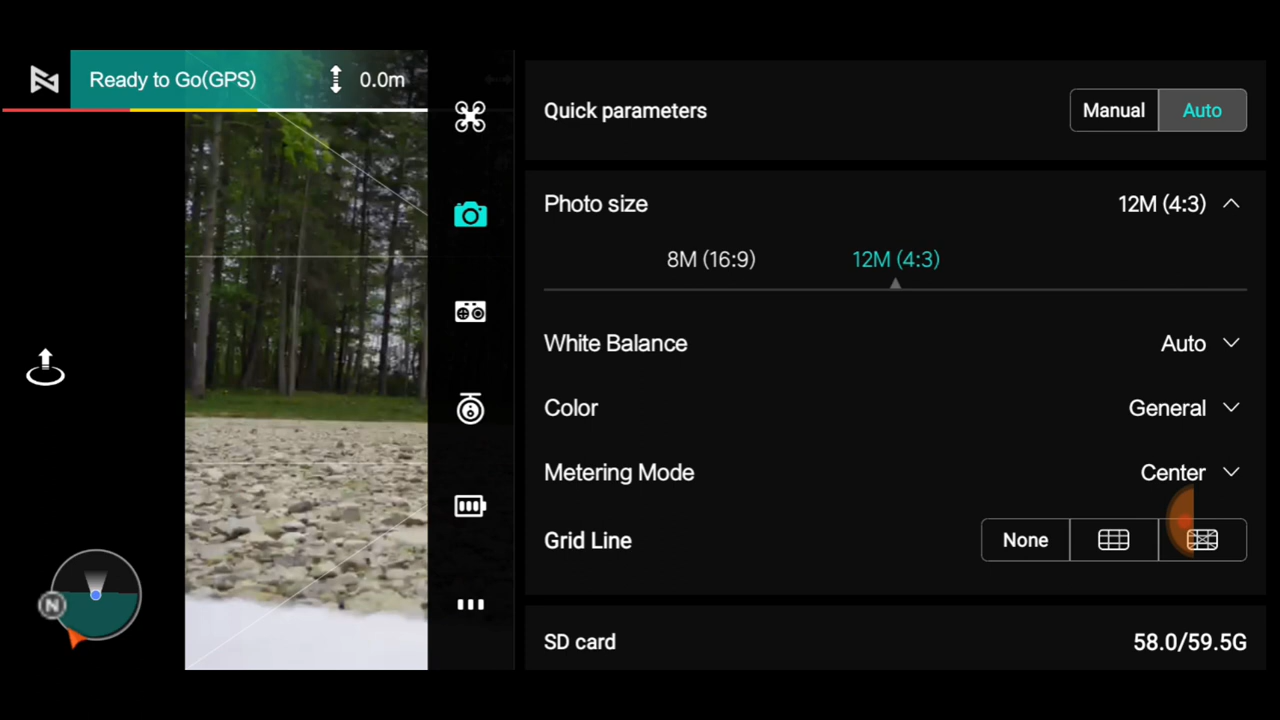 Ready to Go(GPS) 0.0m
Quick parameters Manual Auto
Photo size 12M (4:3)
8M (16:9) 12M (4:3)
White Balance Auto
Color General
Metering Mode Center
Grid Line None
SD card 58.0/59.5G
N